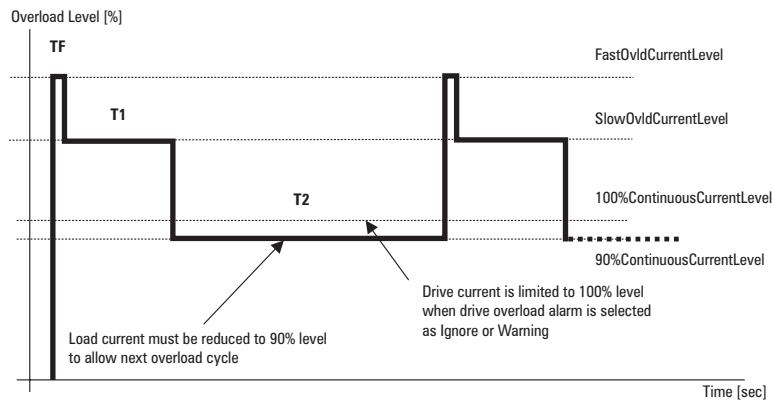 Overload Level [%]
TF
FastOvldCurrentLevel
T1
SlowOvldCurrentLevel
T2
100%ContinuousCurrentLevel
90%ContinuousCurrentLevel
Drive current is limited to 100% level
when drive overload alarm is selected
as Ignore or Warning
Load current must be reduced to 90% level
to allow next overload cycle
Time [sec]